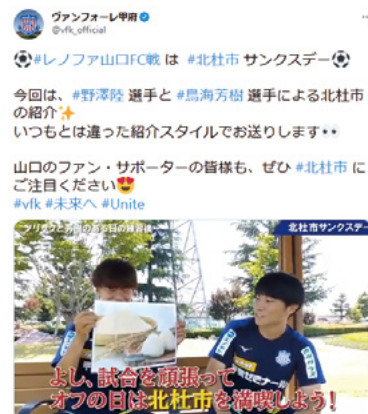 ヴァンフォーレ甲府
@vfk_official
⚽#レノファ山口FC戦 は #北杜市 サンクスデー⚽
今回は、#野澤陸 選手と #鳥海芳樹 選手による北杜市
の紹介✨
いつもとは違った紹介スタイルでお送りします👀
山口のファン・サポーターの皆様も、ぜひ #北杜市 に
ご注目ください😍
#vfk #未来へ #Unite
北杜市サンクスデー
よし、試合を頑張って
オフの日は北杜市を満喫しよう!